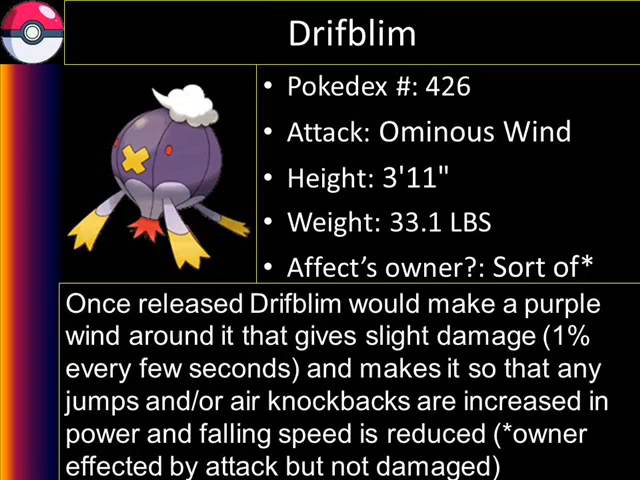 Drifblim
• Pokedex #: 426
• Attack: Ominous Wind
• Height: 3'11"
• Weight: 33.1 LBS
• Affect's owner?: Sort of*
Once released Drifblim would make a purple
wind around it that gives slight damage (1%
every few seconds) and makes it so that any
jumps and/or air knockbacks are increased in
power and falling speed is reduced (*owner
effected by attack but not damaged)